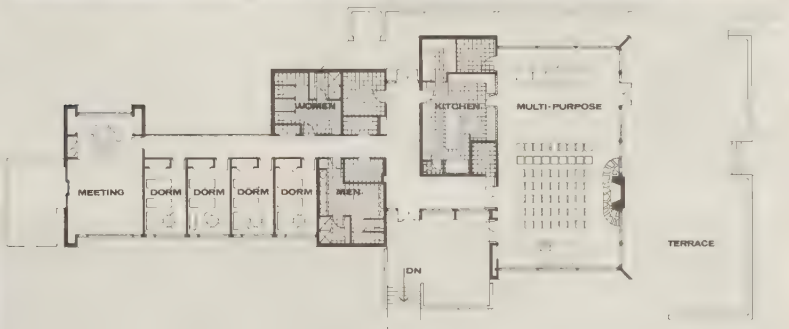 WOMEN
KITCHEN
MULTI-PURPOSE
MEETING
DORM
DORM
DORM
DORM
MEN
TERRACE
DN